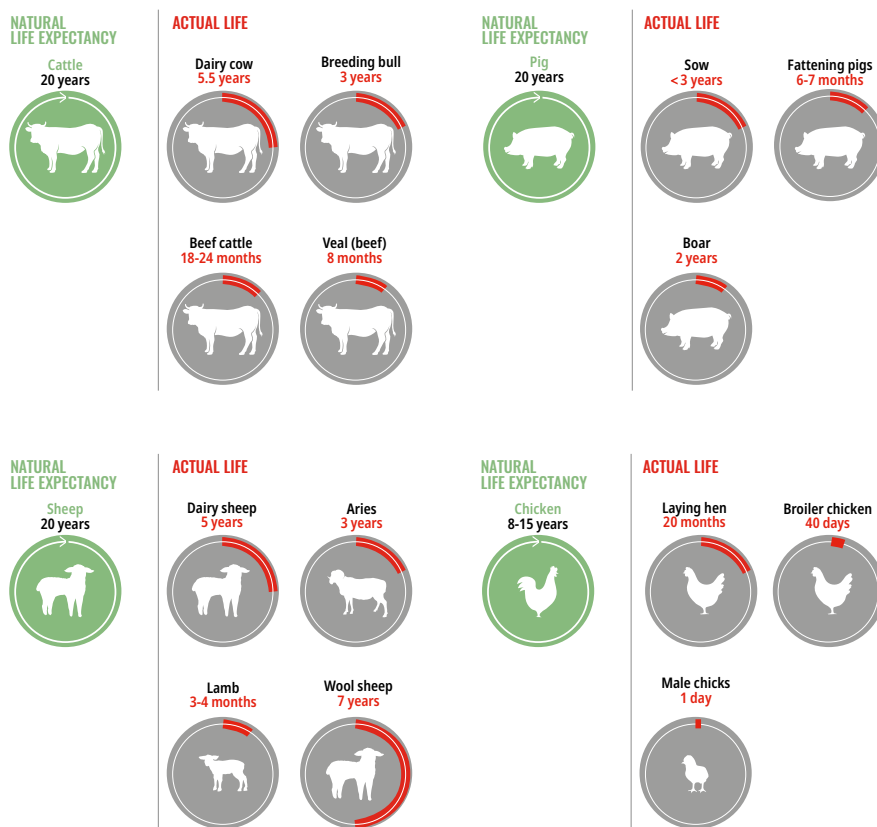 NATURAL
LIFE EXPECTANCY
Cattle
20 years
ACTUAL LIFE
Dairy cow
5.5 years
Breeding bull
3 years
Beef cattle
18-24 months
Veal (beef)
8 months
NATURAL
LIFE EXPECTANCY
Pig
20 years
ACTUAL LIFE
Sow
< 3 years
Fattening pigs
6-7 months
Boar
2 years
NATURAL
LIFE EXPECTANCY
Sheep
20 years
ACTUAL LIFE
Dairy sheep
5 years
Aries
3 years
Lamb
3-4 months
Wool sheep
7 years
NATURAL
LIFE EXPECTANCY
Chicken
8-15 years
ACTUAL LIFE
Laying hen
20 months
Broiler chicken
40 days
Male chicks
1 day